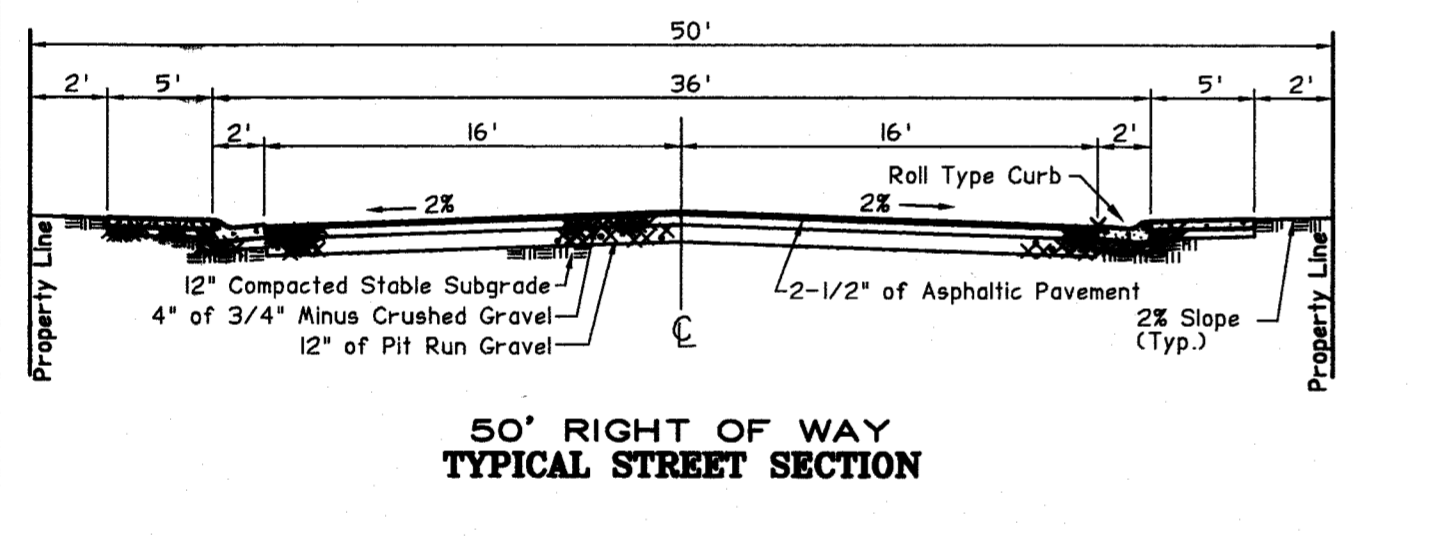 50'
2' 5' 36' 5' 2'
2' 16' 16' 2'
Roll Type Curb
2% 2%
Property Line
12" Compacted Stable Subgrade
4" of 3/4" Minus Crushed Gravel
12" of Pit Run Gravel
℄
2-1/2" of Asphaltic Pavement
2% Slope
(Typ.)
Property Line
50' RIGHT OF WAY
TYPICAL STREET SECTION